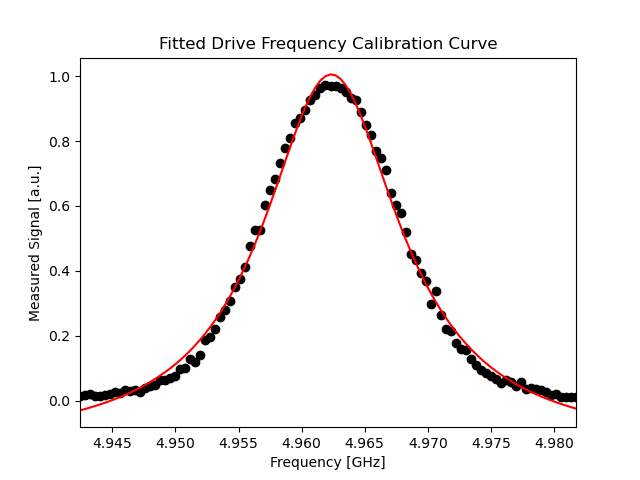 Fitted Drive Frequency Calibration Curve
Measured Signal [a.u.]
1.0
0.8
0.6
0.4
0.2
0.0
4.945 4.950 4.955 4.960 4.965 4.970 4.975 4.980
Frequency [GHz]